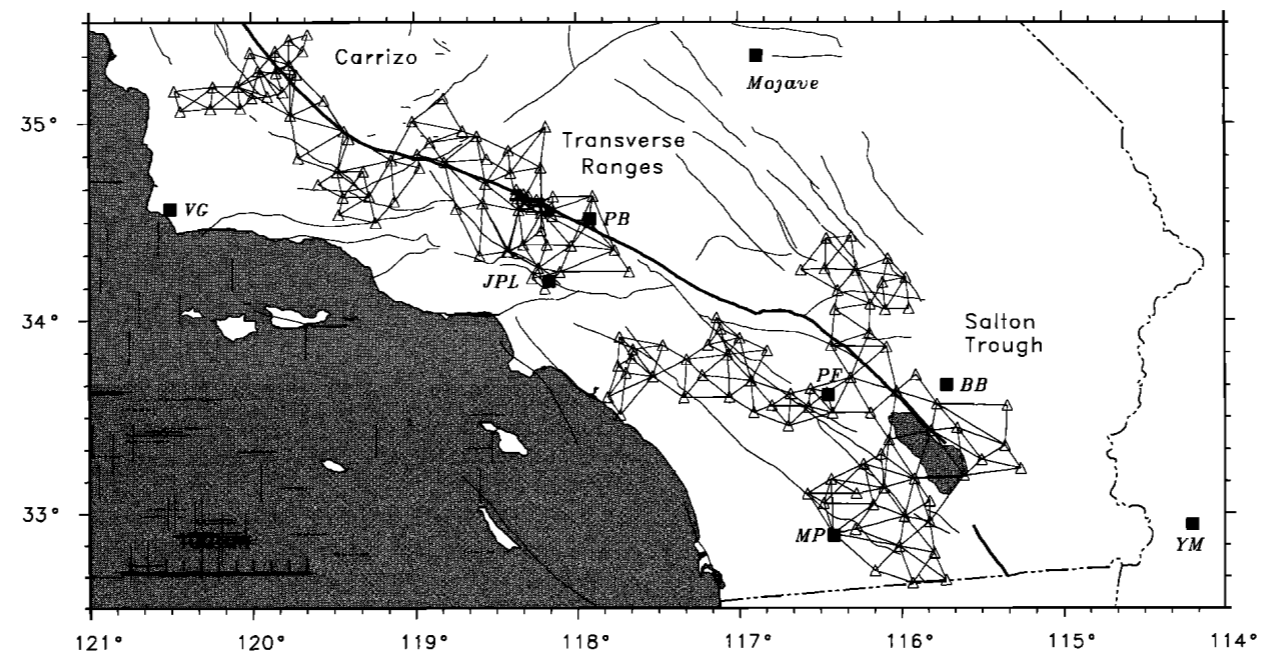 Carrizo
Mojave
35°
Transverse
Ranges
VG
PB
JPL
34°
Salton
Trough
PF
BB
33°
MP
YM
121°
120°
119°
118°
117°
116°
115°
114°